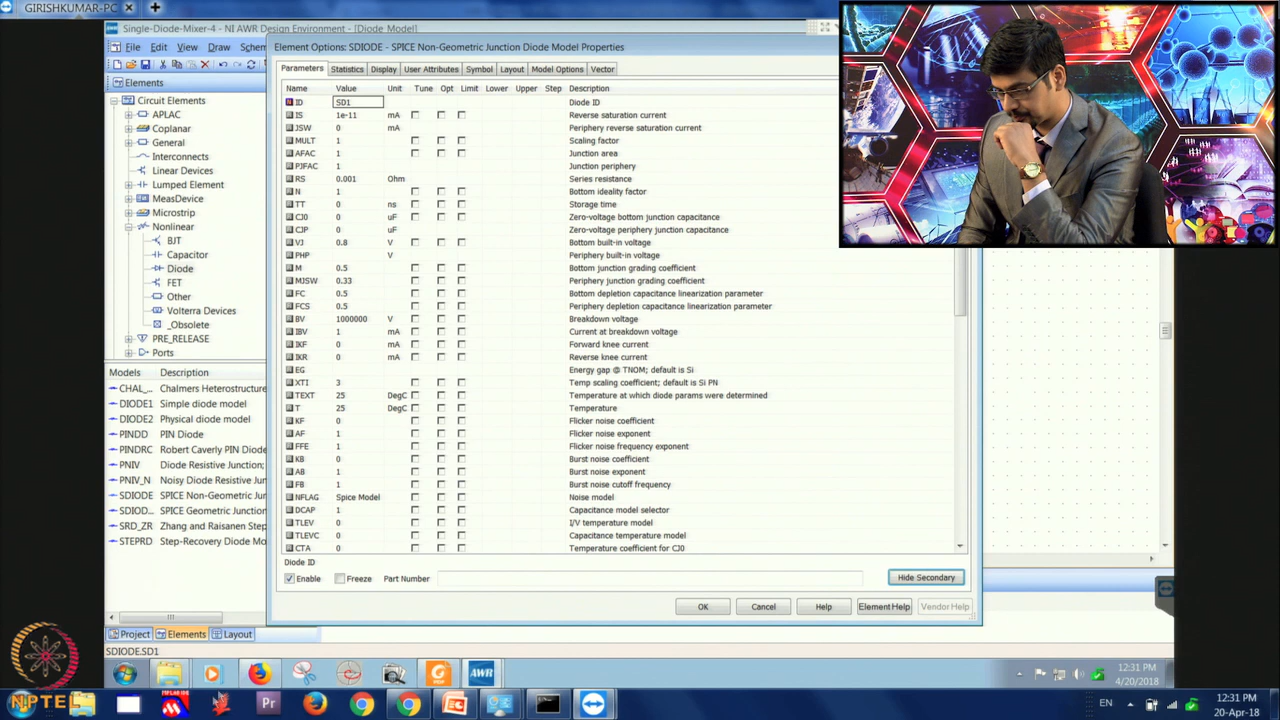 GIRISHKUMAR-PC
Single-Diode-Mixer-4 - NI AWR Design Environment - [Diode_Model]
File Edit View Draw Schem
Elements
Circuit Elements
APLAC
Coplanar
General
Interconnects
Linear Devices
Lumped Element
MeasDevice
Microstrip
Nonlinear
BJT
Capacitor
Diode
FET
Other
Volterra Devices
_Obsolete
PRE_RELEASE
Ports
Models Description
CHAL_... Chalmers Heterostructure
DIODE1 Simple diode model
DIODE2 Physical diode model
PINDD PIN Diode
PINDRC Robert Caverly PIN Diode
PNIV Diode Resistive Junction;
PNIV_N Noisy Diode Resistive Jun
SDIODE SPICE Non-Geometric Jun
SDIOD... SPICE Geometric Junction
SRD_ZR Zhang and Raisanen Step
STEPRD Step-Recovery Diode Mo
Project Elements Layout
SDIODE.SD1
Element Options: SDIODE - SPICE Non-Geometric Junction Diode Model Properties
Parameters Statistics Display User Attributes Symbol Layout Model Options Vector
Name Value Unit Tune Opt Limit Lower Upper Step Description
ID SD1 Diode ID
IS 1e-11 mA Reverse saturation current
JSW 0 mA Periphery reverse saturation current
MULT 1 Scaling factor
AFAC 1 Junction area
PJFAC Junction periphery
RS 0.001 Ohm Series resistance
N 1 Bottom ideality factor
TT 0 ns Storage time
CJ0 0 uF Zero-voltage bottom junction capacitance
CJP 0 uF Zero-voltage periphery junction capacitance
VJ 0.8 V Bottom built-in voltage
PHP V Periphery built-in voltage
M 0.5 Bottom junction grading coefficient
MJSW 0.33 Periphery junction grading coefficient
FC 0.5 Bottom depletion capacitance linearization parameter
FCS 0.5 Periphery depletion capacitance linearization parameter
BV 1000000 V Breakdown voltage
IBV 1 mA Current at breakdown voltage
IKF 0 mA Forward knee current
IKR 0 mA Reverse knee current
EG Energy gap @ TNOM; default is Si
XTI 3 Temp scaling coefficient; default is Si PN
TEXT 25 DegC Temperature at which diode params were determined
T 25 DegC Temperature
KF 0 Flicker noise coefficient
AF 1 Flicker noise exponent
FFE 1 Flicker noise frequency exponent
KB 0 Burst noise coefficient
AB 1 Burst noise exponent
FB 1 Burst noise cutoff frequency
NFLAG Spice Model Noise model
DCAP 1 Capacitance model selector
TLEV 0 I/V temperature model
TLEVC 0 Capacitance temperature model
CTA 0 Temperature coefficient for CJ0
Diode ID
Enable Freeze Part Number Hide Secondary
OK Cancel Help Element Help Vendor Help
AWR
12:31 PM
4/20/2018
NPTEL
Pr
EN
12:31 PM
20-Apr-18